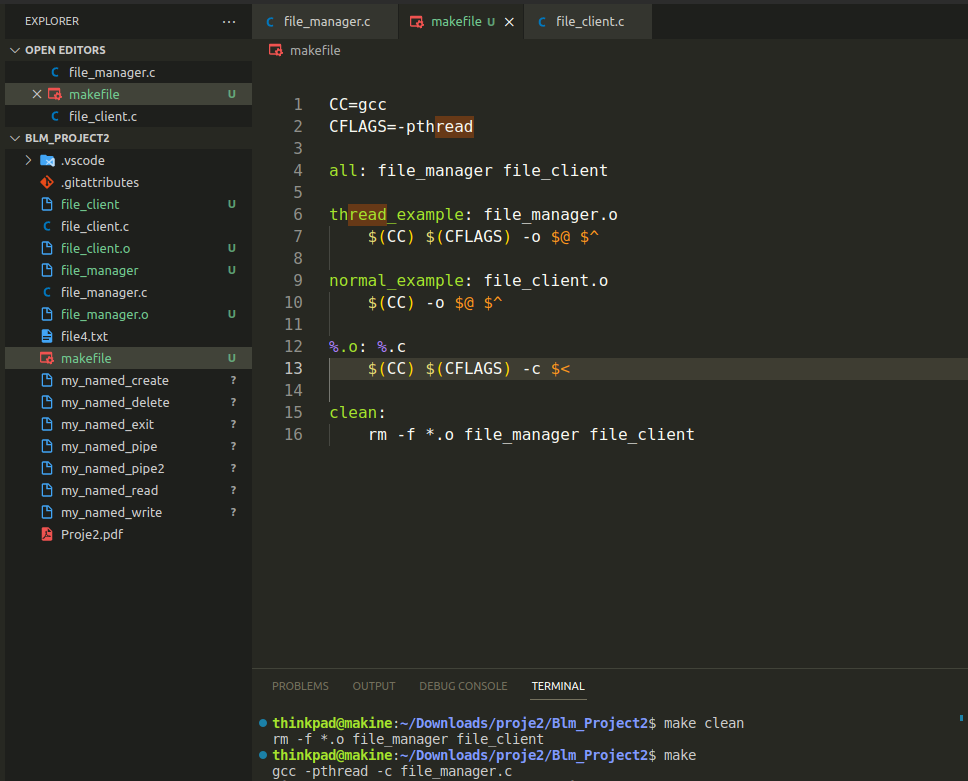 EXPLORER
...
OPEN EDITORS
file_manager.c
makefile U
file_client.c
BLM_PROJECT2
.vscode
.gitattributes
file_client U
file_client.c
file_client.o U
file_manager U
file_manager.c
file_manager.o U
file4.txt
makefile U
my_named_create ?
my_named_delete ?
my_named_exit ?
my_named_pipe ?
my_named_pipe2 ?
my_named_read ?
my_named_write ?
Proje2.pdf
C file_manager.c
makefile U
C file_client.c
makefile
1 CC=gcc
2 CFLAGS=-pthread
3
4 all: file_manager file_client
5
6 thread_example: file_manager.o
7 $(CC) $(CFLAGS) -o $@ $^
8
9 normal_example: file_client.o
10 $(CC) -o $@ $^
11
12 %.o: %.c
13 $(CC) $(CFLAGS) -c $<
14
15 clean:
16 rm -f *.o file_manager file_client
PROBLEMS OUTPUT DEBUG CONSOLE TERMINAL
thinkpad@makine:~/Downloads/proje2/Blm_Project2$ make clean
rm -f *.o file_manager file_client
thinkpad@makine:~/Downloads/proje2/Blm_Project2$ make
gcc -pthread -c file_manager.c